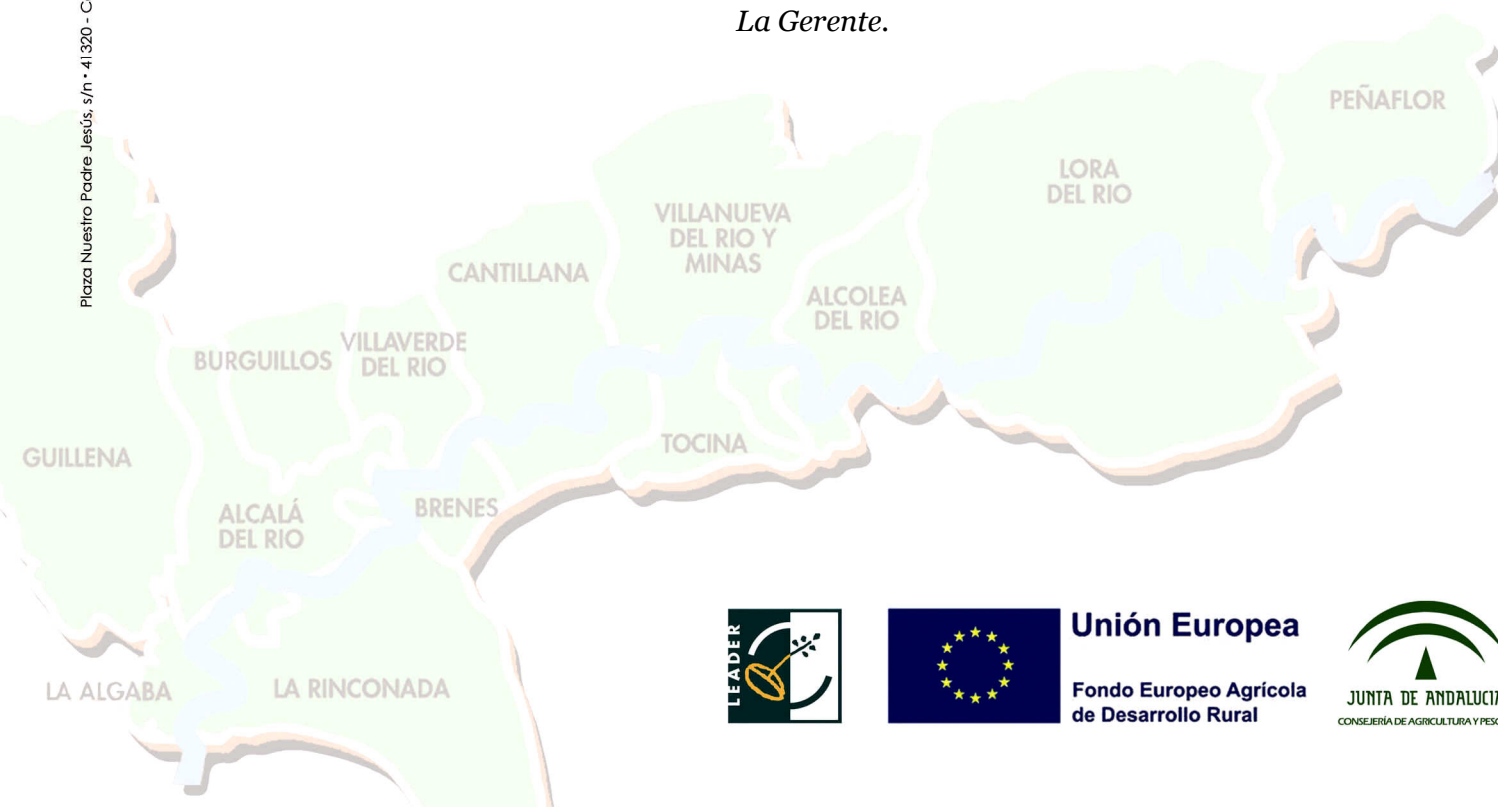 La Gerente.
Plaza Nuestro Padre Jesús, s/n • 41320 - C
PEÑAFLOR
LORA
DEL RIO
VILLANUEVA
DEL RIO Y
MINAS
CANTILLANA
ALCOLEA
DEL RIO
VILLAVERDE
DEL RIO
BURGUILLOS
TOCINA
GUILLENA
BRENES
ALCALÁ
DEL RIO
LA ALGABA
LA RINCONADA
LEADER
Unión Europea
Fondo Europeo Agrícola
de Desarrollo Rural
JUNTA DE ANDALUCIA
CONSEJERÍA DE AGRICULTURA Y PESC